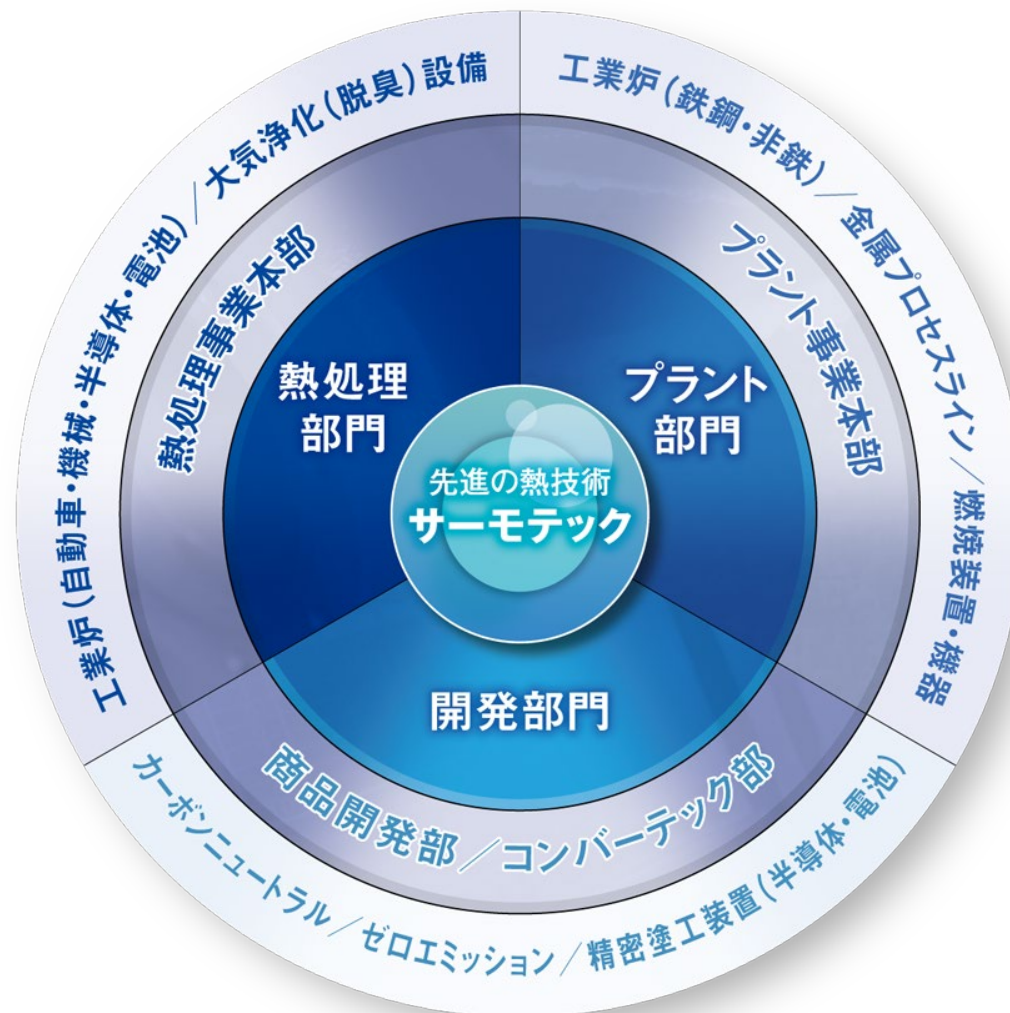 工業炉(自動車・機械・半導体・電池)/大気浄化(脱臭)設備
工業炉(鉄鋼・非鉄)/金属プロセスライン/燃焼装置・機器
熱処理事業本部
プラント事業本部
熱処理
部門
プラント
部門
先進の熱技術
サーモテック
開発部門
商品開発部/コンバーテック部
カーボンニュートラル/ゼロエミッション/精密塗工装置(半導体・電池)